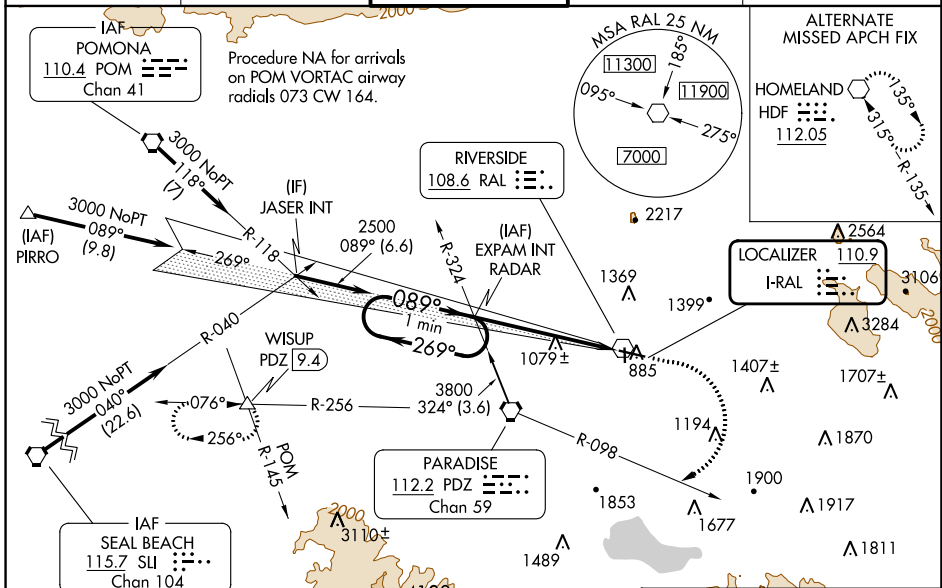 2000
IAF
POMONA
110.4 POM
Chan 41
Procedure NA for arrivals
on POM VORTAC airway
radials 073 CW 164.
MSA RAL 25 NM
11300
185°
095°
11900
275°
7000
ALTERNATE
MISSED APCH FIX
HOMELAND
HDF
112.05
135°
315°
R-135
3000 NoPT
118°
(7)
RIVERSIDE
108.6 RAL
(IF)
JASER INT
3000 NoPT
089°
(9.8)
(IAF)
PIRRO
269°
R-118
2500
089° (6.6)
R-324
(IAF)
EXPAM INT
RADAR
2217
2564
LOCALIZER 110.9
I-RAL
3106
2000
3284
1369
1399
089°
1 min
269°
1079±
885
R-040
WISUP
PDZ 9.4
3000 NoPT
040°
(22.6)
076°
256°
R-256
3800
324° (3.6)
POM
R-145
R-098
1407±
1707±
1194
1870
PARADISE
112.2 PDZ
Chan 59
1853
1900
1677
1917
1811
1489
2000
3110±
IAF
SEAL BEACH
115.7 SLI
Chan 104